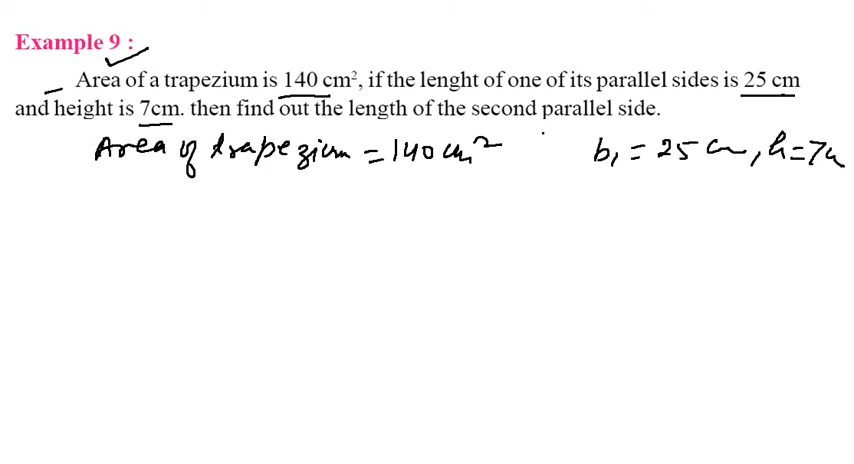 Example 9 :
Area of a trapezium is 140 cm², if the lenght of one of its parallel sides is 25 cm
and height is 7cm. then find out the length of the second parallel side.
Area of trapezium = 140 cm² b₁ = 25 cm, h = 7c